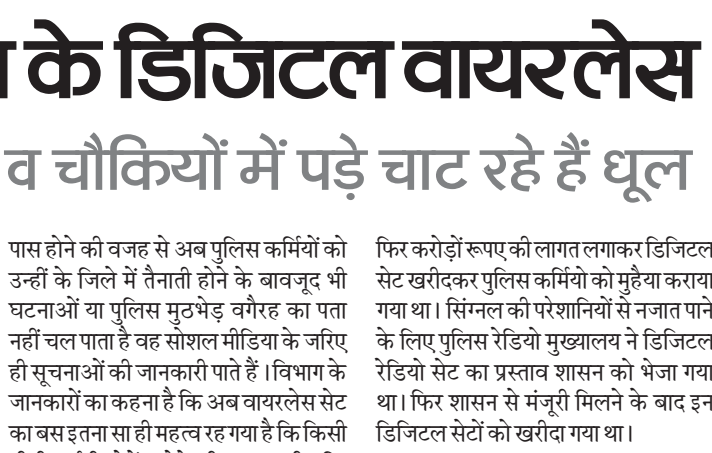 के डिजिटल वायरलेस
व चौकियों में पड़े चाट रहे हैं धूल
पास होने की वजह से अब पुलिस कर्मियों को
उन्हीं के जिले में तैनाती होने के बावजूद भी
घटनाओं या पुलिस मुठभेड़ वगैरह का पता
नहीं चल पाता है वह सोशल मीडिया के जरिए
ही सूचनाओं की जानकारी पाते हैं । विभाग के
जानकारों का कहना है कि अब वायरलेस सेट
का बस इतना सा ही महत्व रह गया है कि किसी
फिर करोड़ों रूपए की लागत लगाकर डिजिटल
सेट खरीदकर पुलिस कर्मियो को मुहैया कराया
गया था। सिंग्नल की परेशानियों से नजात पाने
के लिए पुलिस रेडियो मुख्यालय ने डिजिटल
रेडियो सेट का प्रस्ताव शासन को भेजा गया
था। फिर शासन से मंजूरी मिलने के बाद इन
डिजिटल सेटों को खरीदा गया था।